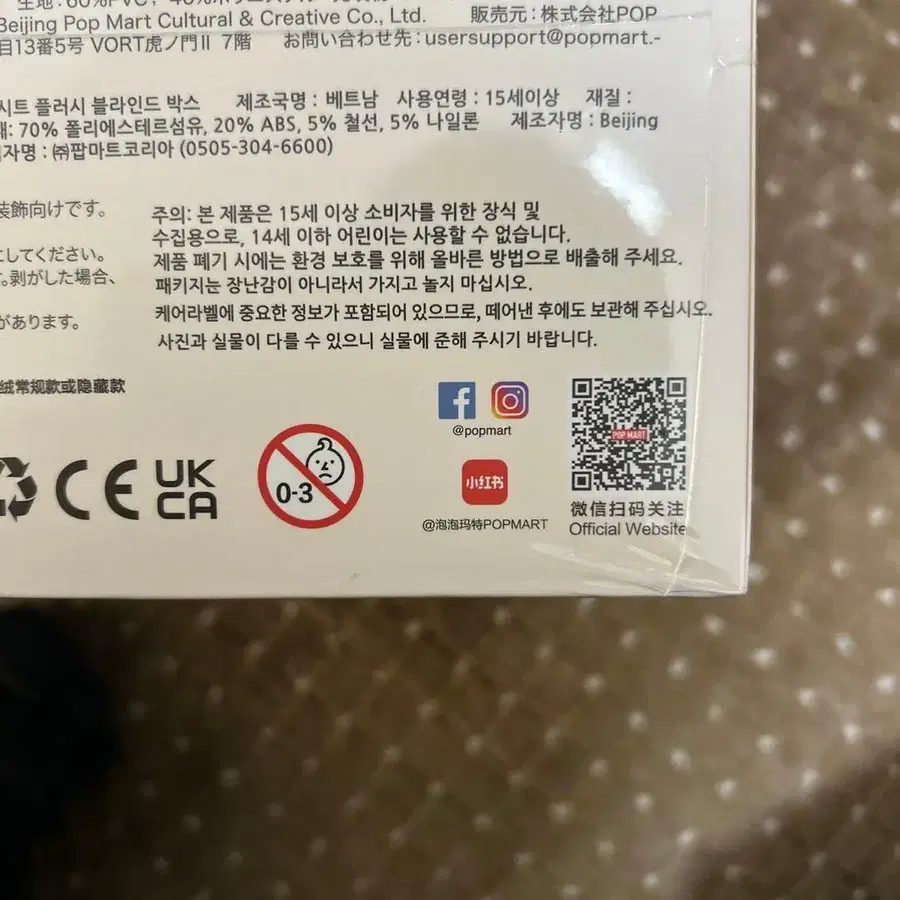 生地:60%PVC,40%ポリエステル
Beijing Pop Mart Cultural & Creative Co., Ltd. 販売元:株式会社POP
目13番5号 VORT虎ノ門Ⅱ 7階 お問い合わせ先:usersupport@popmart.-
시트 플러시 블라인드 박스 제조국명 : 베트남 사용연령 : 15세이상 재질 :
70% 폴리에스테르섬유, 20% ABS, 5% 철선, 5% 나일론 제조자명 : Beijing
자명 : ㈜팝마트코리아 (0505-304-6600)
装飾向けです。
にしてください。
す。剥がした場合、
があります。
주의: 본 제품은 15세 이상 소비자를 위한 장식 및
수집용으로, 14세 이하 어린이는 사용할 수 없습니다.
제품 폐기 시에는 환경 보호를 위해 올바른 방법으로 배출해 주세요.
패키지는 장난감이 아니라서 가지고 놀지 마십시오.
케어라벨에 중요한 정보가 포함되어 있으므로, 떼어낸 후에도 보관해 주십시오.
사진과 실물이 다를 수 있으니 실물에 준해 주시기 바랍니다.
绒常规款或隐藏款
@popmart
POP MART
CE UK
CA
0-3
小红书
@泡泡玛特POPMART
微信扫码关注
Official Website